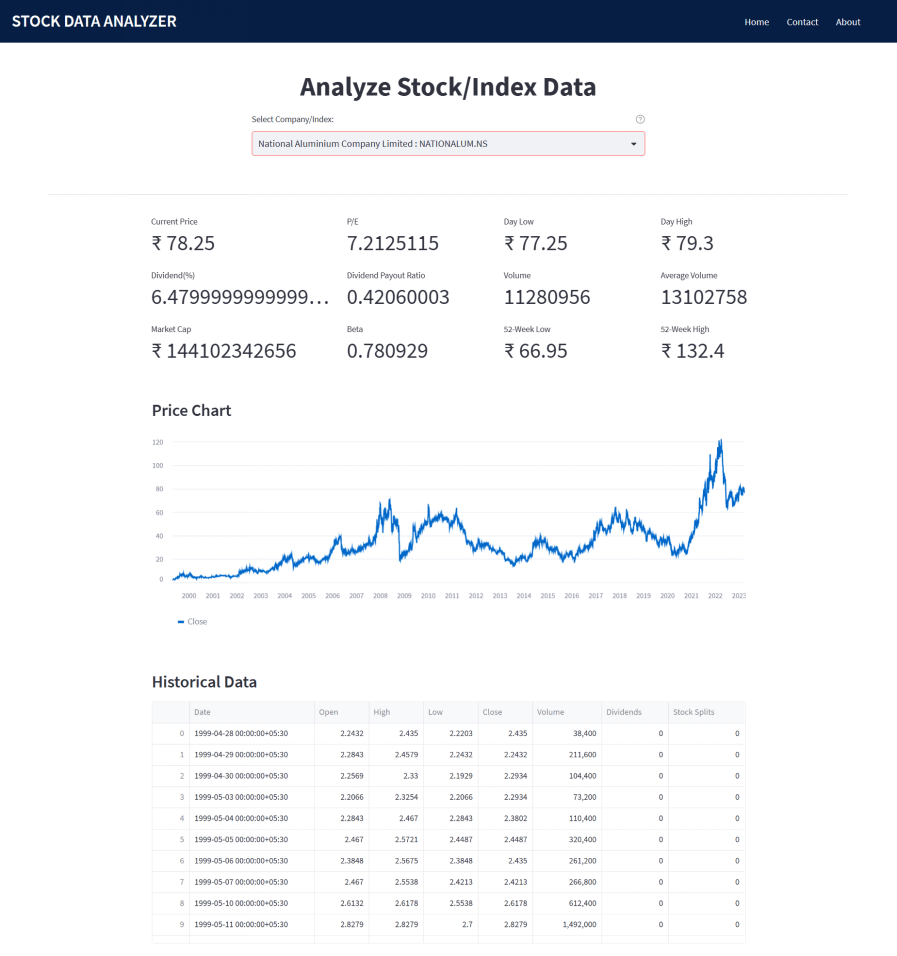 STOCK DATA ANALYZER Home Contact About
Analyze Stock/Index Data
Select Company/Index:
National Aluminium Company Limited : NATIONALUM.NS
Current Price P/E Day Low Day High
₹ 78.25 7.2125115 ₹ 77.25 ₹ 79.3
Dividend(%) Dividend Payout Ratio Volume Average Volume
6.4799999999999... 0.42060003 11280956 13102758
Market Cap Beta 52-Week Low 52-Week High
₹ 144102342656 0.780929 ₹ 66.95 ₹ 132.4
Price Chart
120
100
80
60
40
20
0
2000 2001 2002 2003 2004 2005 2006 2007 2008 2009 2010 2011 2012 2013 2014 2015 2016 2017 2018 2019 2020 2021 2022 2023
Close
Historical Data
Date Open High Low Close Volume Dividends Stock Splits
0 1999-04-28 00:00:00+05:30 2.2432 2.435 2.2203 2.435 38,400 0 0
1 1999-04-29 00:00:00+05:30 2.2843 2.4579 2.2432 2.2432 211,600 0 0
2 1999-04-30 00:00:00+05:30 2.2569 2.33 2.1929 2.2934 104,400 0 0
3 1999-05-03 00:00:00+05:30 2.2066 2.3254 2.2066 2.2934 73,200 0 0
4 1999-05-04 00:00:00+05:30 2.2843 2.467 2.2843 2.3802 110,400 0 0
5 1999-05-05 00:00:00+05:30 2.467 2.5721 2.4487 2.4487 320,400 0 0
6 1999-05-06 00:00:00+05:30 2.3848 2.5675 2.3848 2.435 261,200 0 0
7 1999-05-07 00:00:00+05:30 2.467 2.5538 2.4213 2.4213 266,800 0 0
8 1999-05-10 00:00:00+05:30 2.6132 2.6178 2.5538 2.6178 612,400 0 0
9 1999-05-11 00:00:00+05:30 2.8279 2.8279 2.7 2.8279 1,492,000 0 0